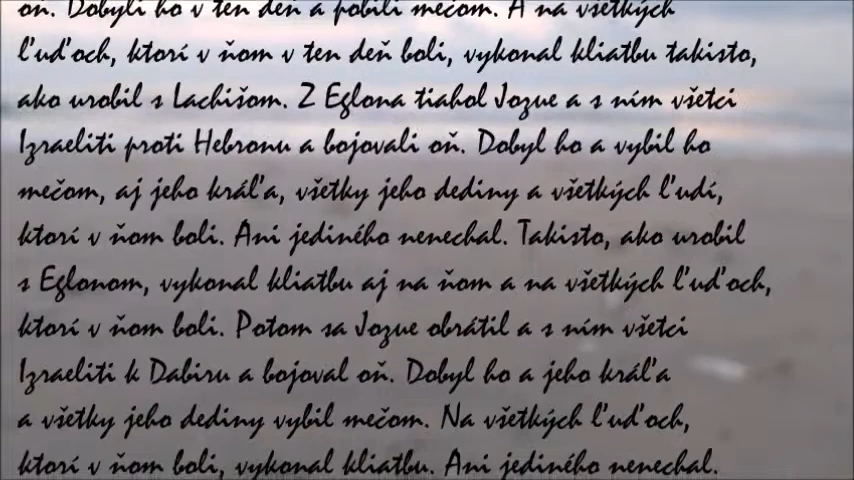 oň. Dobyli ho v ten deň a pobili mečom. A na všetkých
ľuďoch, ktorí v ňom v ten deň boli, vykonal kliatbu takisto,
ako urobil s Lachišom. Z Eglona tiahol Jozue a s ním všetci
Izraeliti proti Hebronu a bojovali oň. Dobyl ho a vybil ho
mečom, aj jeho kráľa, všetky jeho dediny a všetkých ľudí,
ktorí v ňom boli. Ani jediného nenechal. Takisto, ako urobil
s Eglonom, vykonal kliatbu aj na ňom a na všetkých ľuďoch,
ktorí v ňom boli. Potom sa Jozue obrátil a s ním všetci
Izraeliti k Dabiru a bojoval oň. Dobyl ho a jeho kráľa
a všetky jeho dediny vybil mečom. Na všetkých ľuďoch,
ktorí v ňom boli, vykonal kliatbu. Ani jediného nenechal.